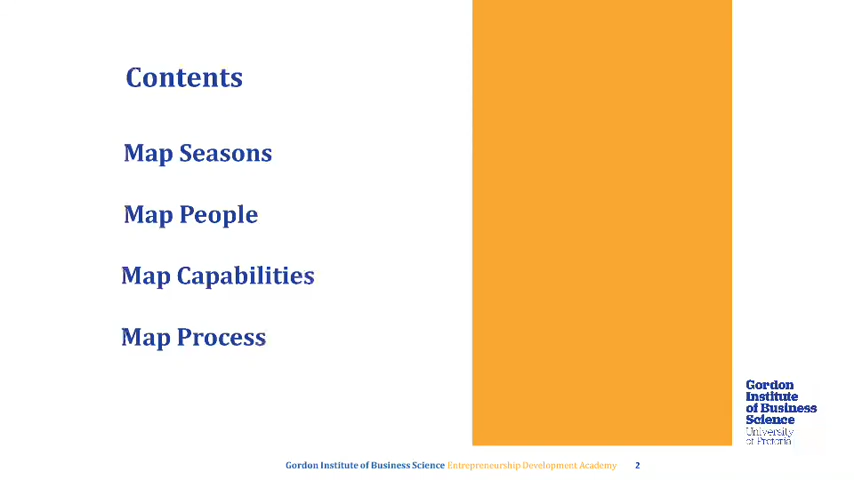 Contents
Map Seasons
Map People
Map Capabilities
Map Process
Gordon
Institute
of Business
Science
University
of Pretoria
Gordon Institute of Business Science Entrepreneurship Development Academy 2